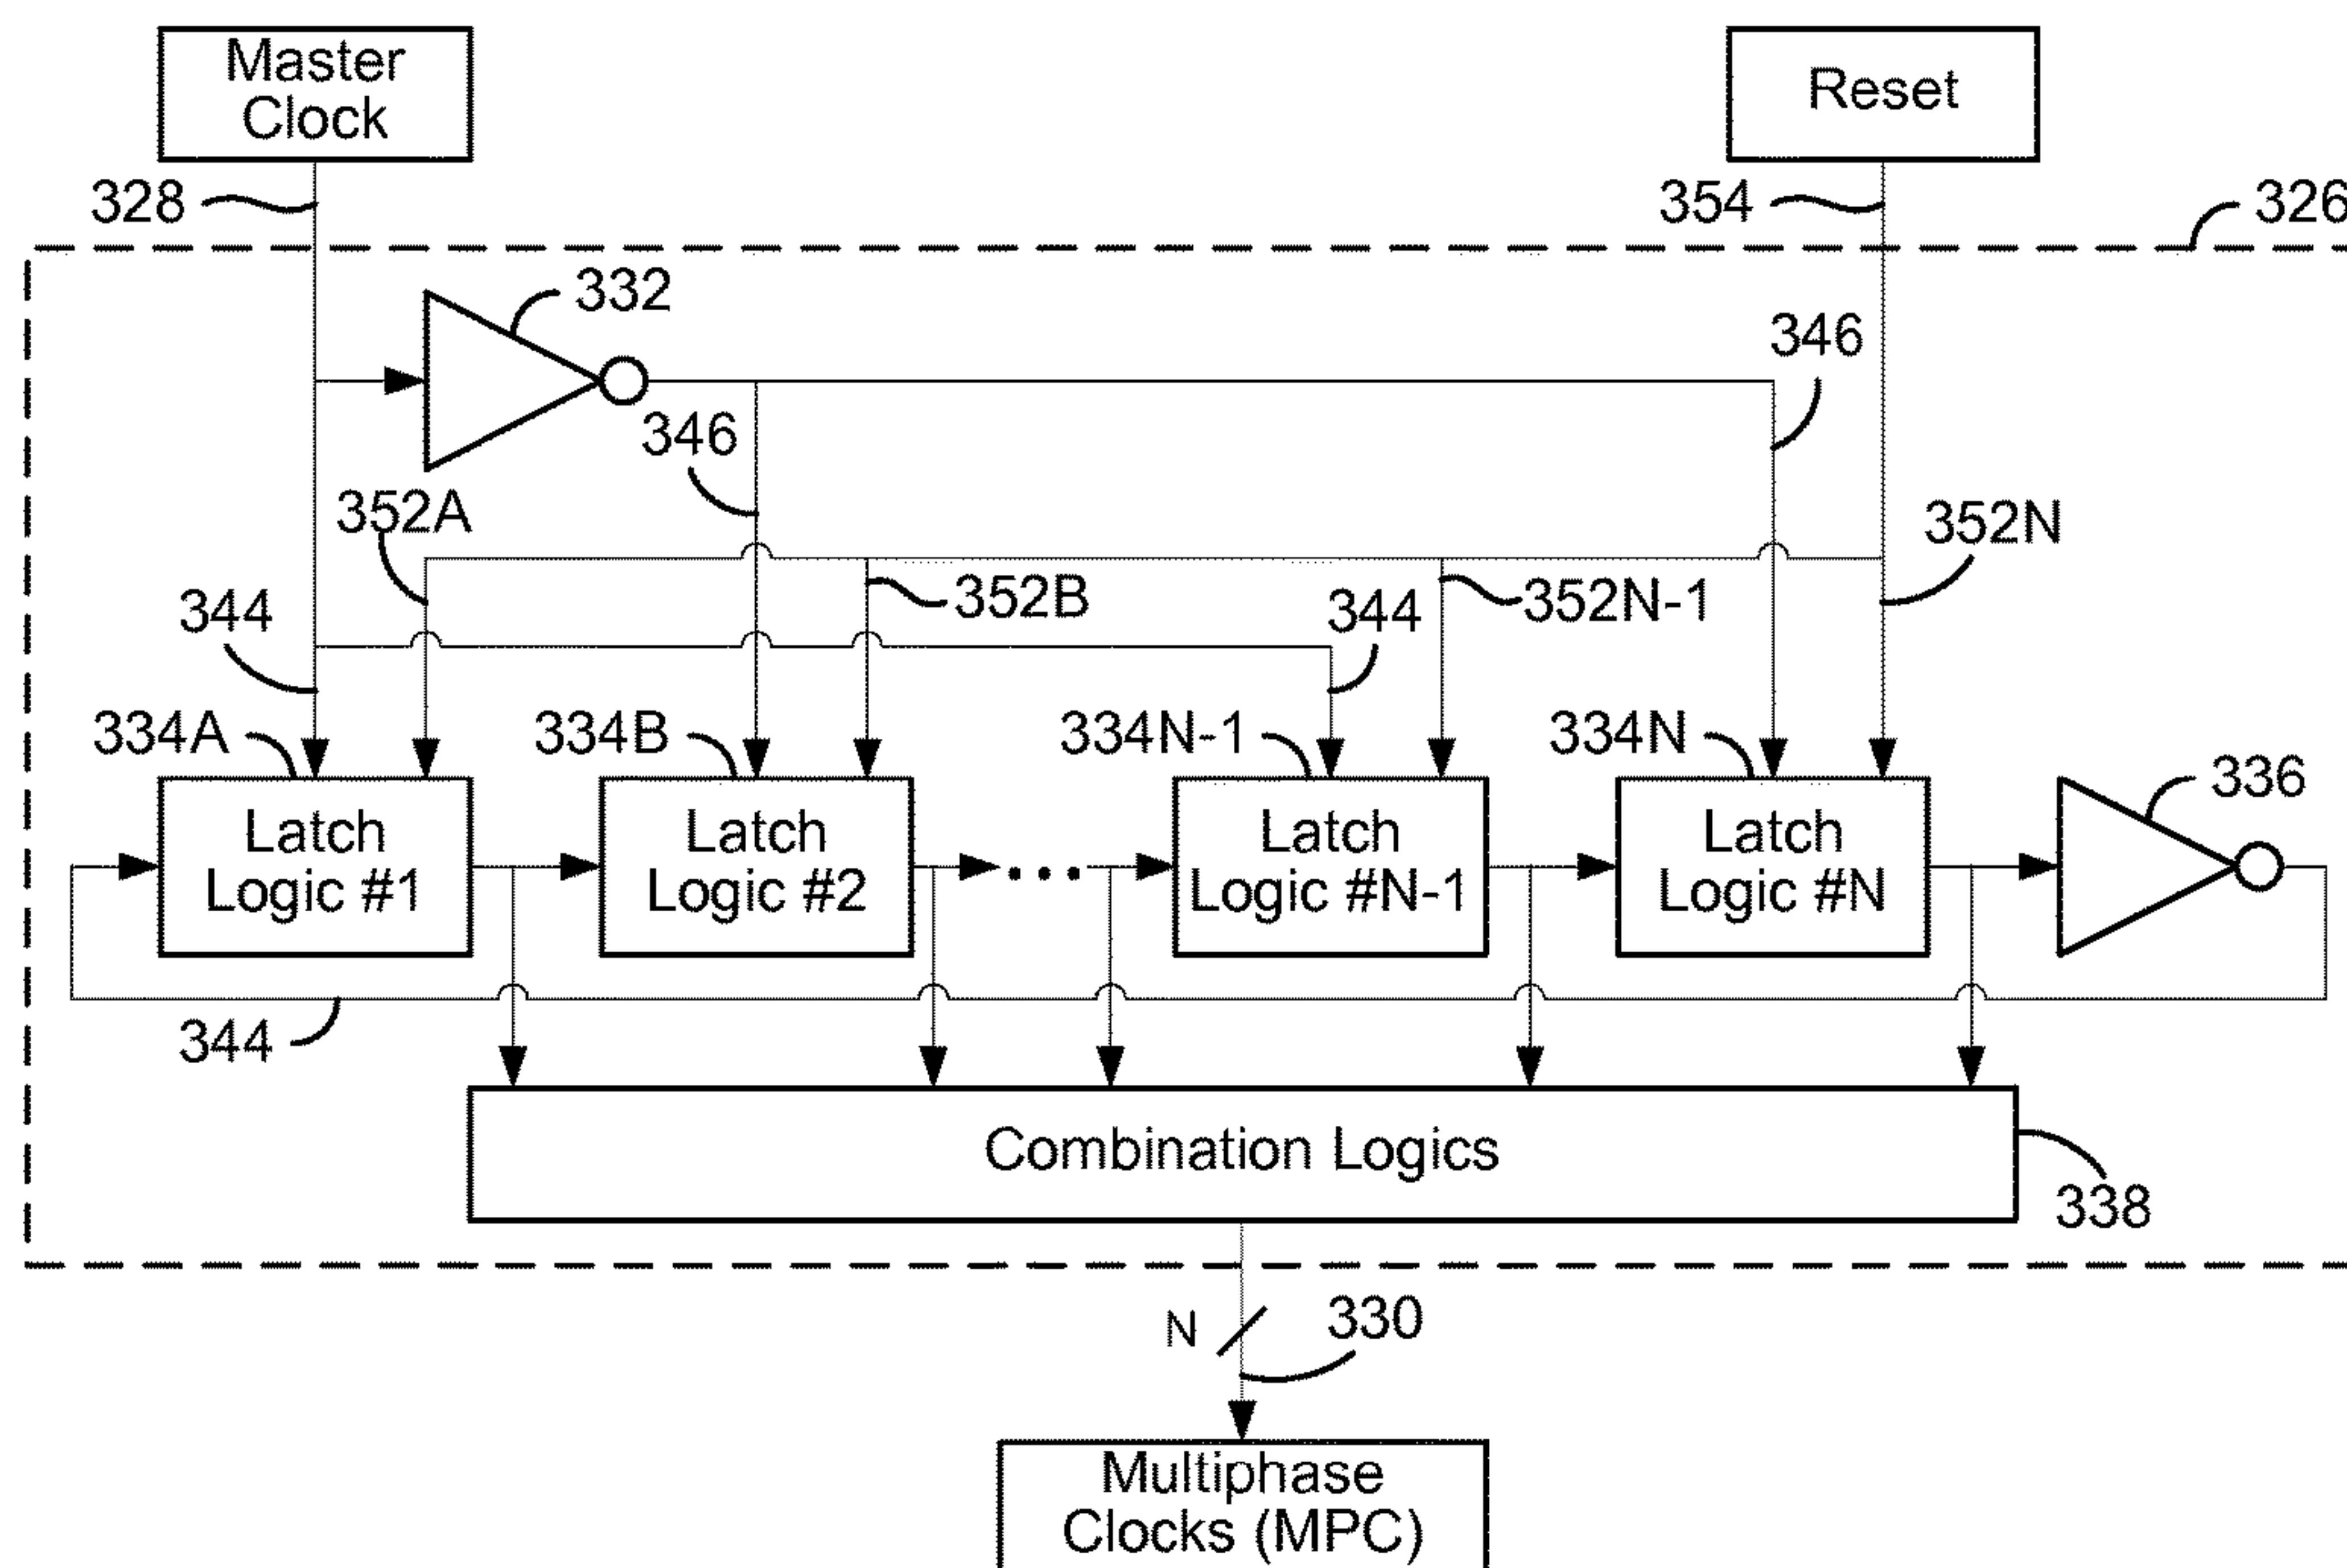 Master
Clock
Reset
328
354
326
332
346
346
352A
352N
352B
352N-1
344
344
334A
334B
334N-1
334N
336
Latch
Logic #1
Latch
Logic #2
...
Latch
Logic #N-1
Latch
Logic #N
344
Combination Logics
338
N
330
Multiphase
Clocks (MPC)